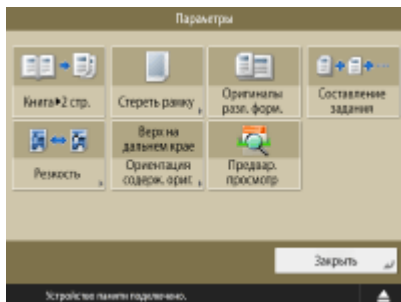 Параметры
Книга▶2 стр.
Стереть рамку
Оригиналы
разл. форм.
Составление
задания
Резкость
Верх на
дальнем крае
Ориентация
содерж. ориг.
Предвар.
просмотр
Закрыть
Устройство памяти подключено.